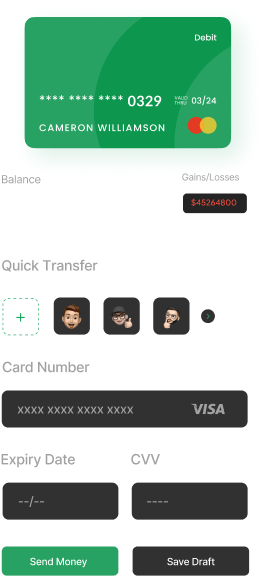 Debit
**** **** **** 0329 VALID THRU 03/24
CAMERON WILLIAMSON
Balance
Gains/Losses
$45264800
Quick Transfer
+
Card Number
XXXX XXXX XXXX XXXX VISA
Expiry Date CVV
--/-- ----
Send Money Save Draft